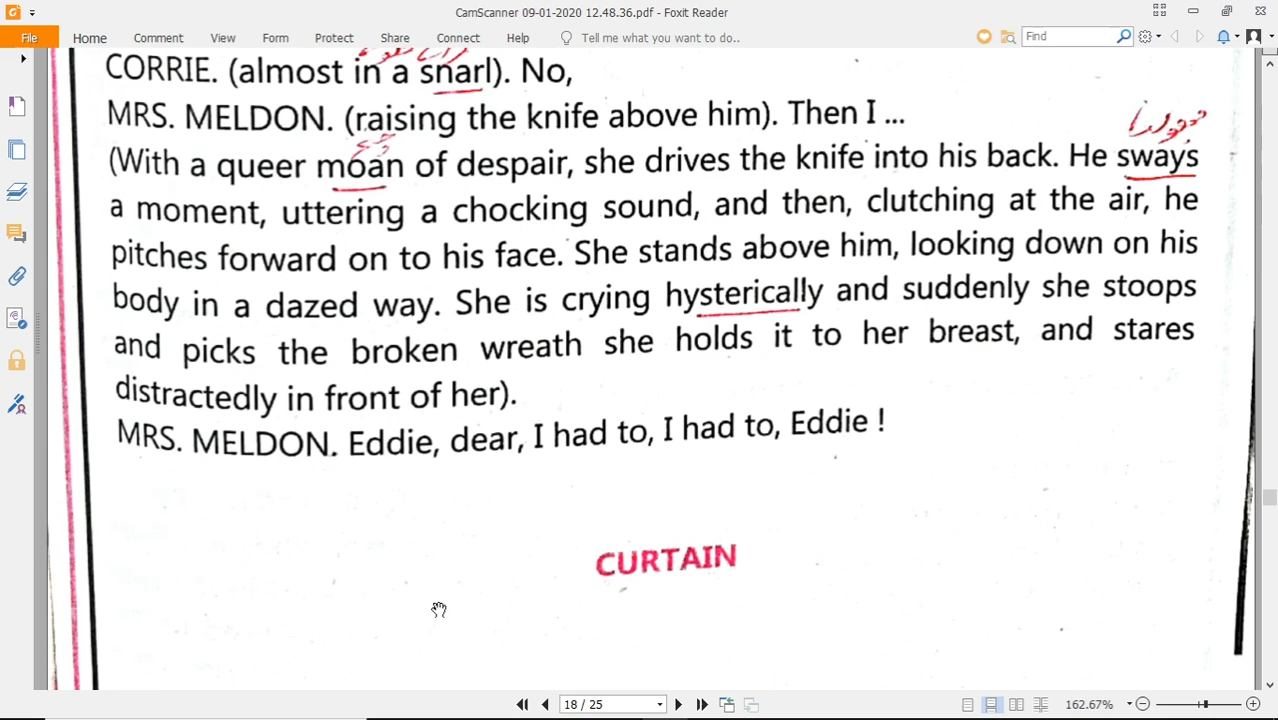 CamScanner 09-01-2020 12.48.36.pdf - Foxit Reader
File Home Comment View Form Protect Share Connect Help Tell me what you want to do.. Find
CORRIE. (almost in a snarl). No,
MRS. MELDON. (raising the knife above him). Then I ...
(With a queer moan of despair, she drives the knife into his back. He sways
a moment, uttering a chocking sound, and then, clutching at the air, he
pitches forward on to his face. She stands above him, looking down on his
body in a dazed way. She is crying hysterically and suddenly she stoops
and picks the broken wreath she holds it to her breast, and stares
distractedly in front of her).
MRS. MELDON. Eddie, dear, I had to, I had to, Eddie !
CURTAIN
18 / 25 162.67%